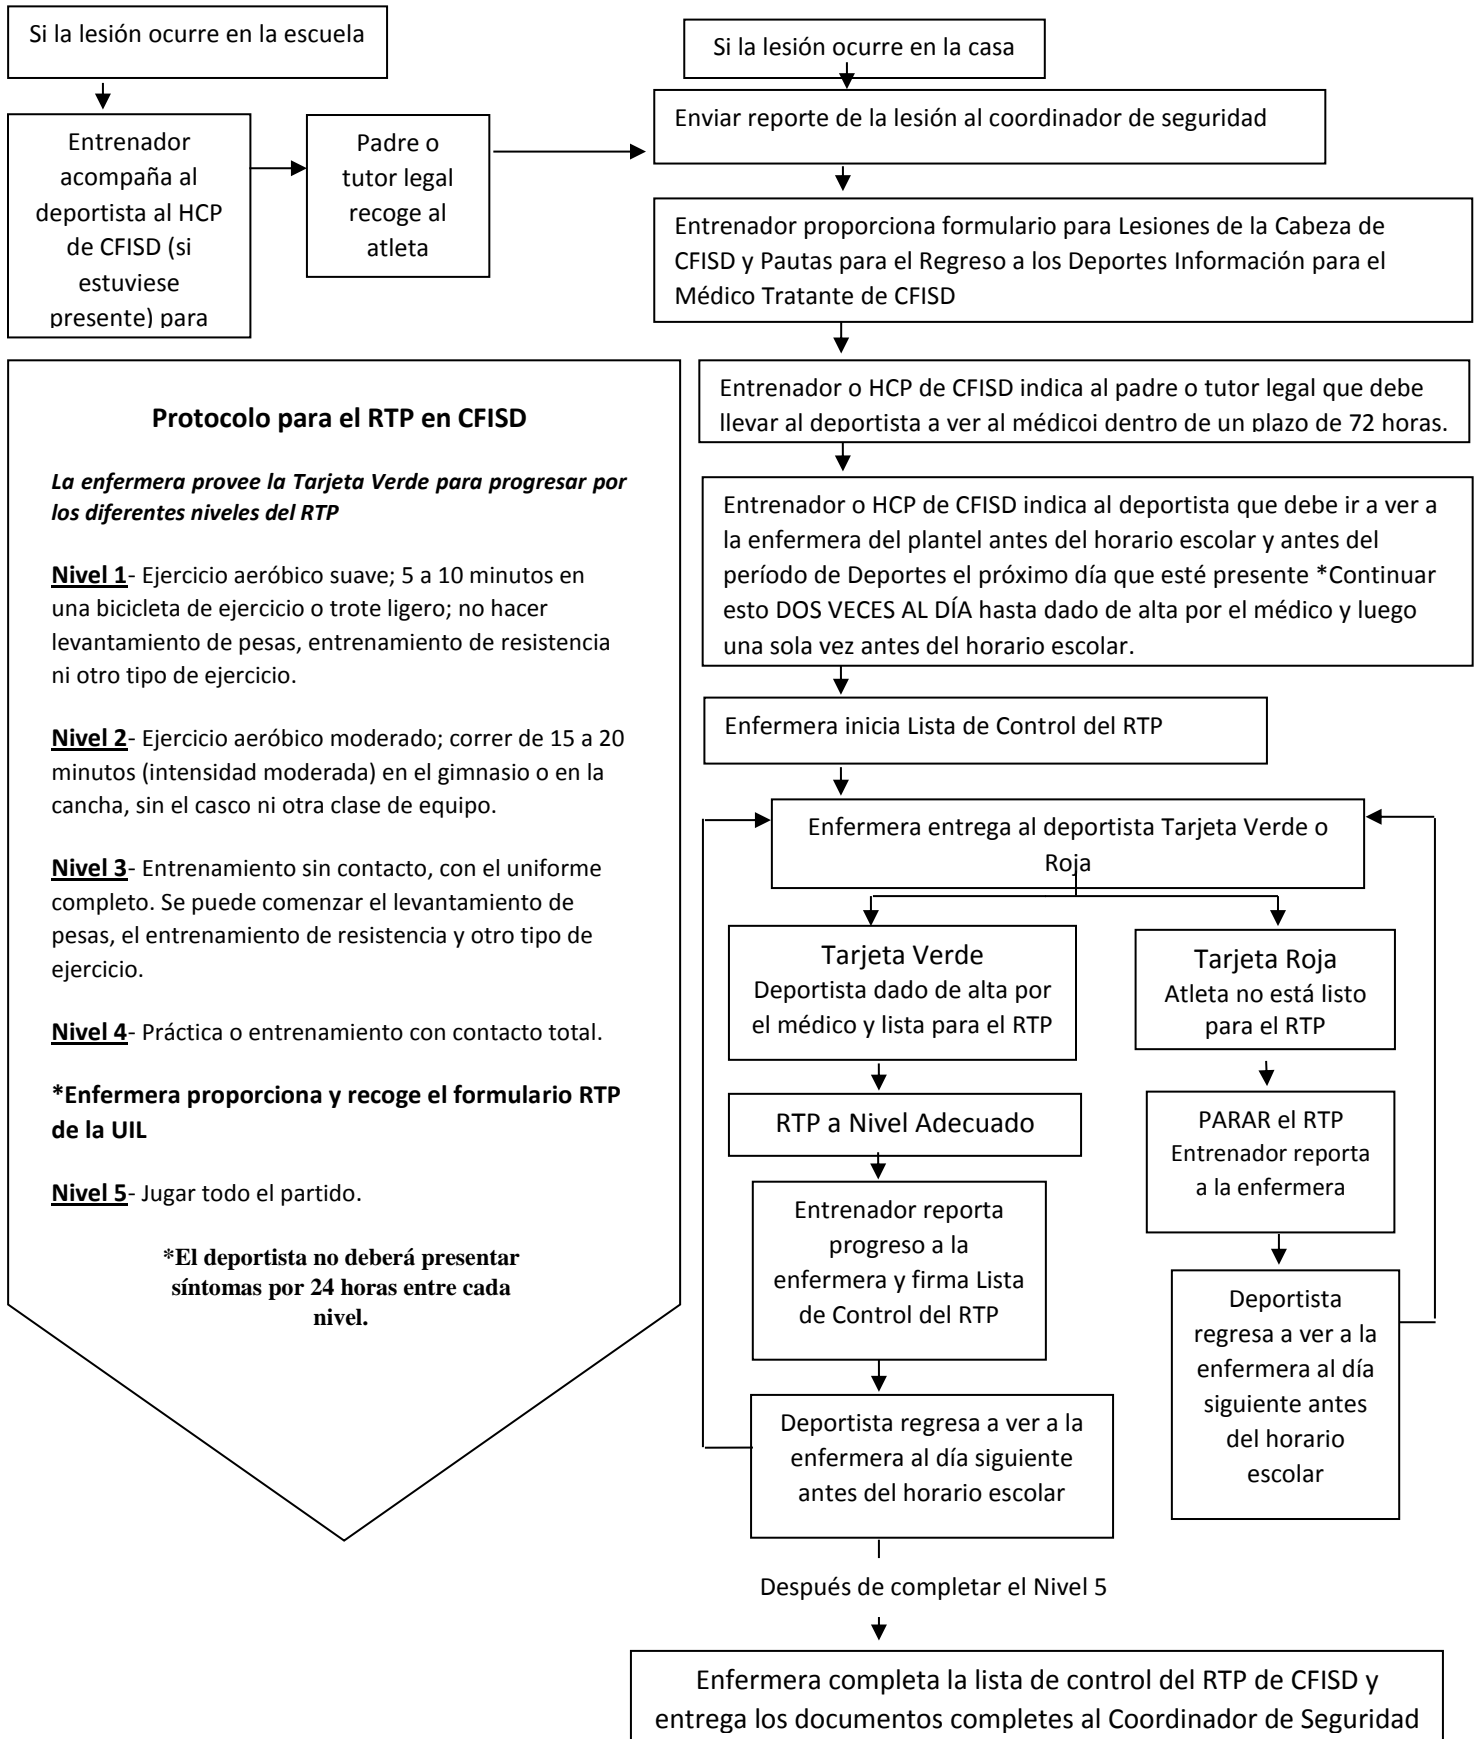 Si la lesión ocurre en la escuela
Si la lesión ocurre en la casa
Entrenador
acompaña al
deportista al HCP
de CFISD (si
estuviese
presente) para
Padre o
tutor legal
recoge al
atleta
Enviar reporte de la lesión al coordinador de seguridad
Entrenador proporciona formulario para Lesiones de la Cabeza de
CFISD y Pautas para el Regreso a los Deportes Información para el
Médico Tratante de CFISD
Entrenador o HCP de CFISD indica al padre o tutor legal que debe
llevar al deportista a ver al médicoi dentro de un plazo de 72 horas.
Entrenador o HCP de CFISD indica al deportista que debe ir a ver a
la enfermera del plantel antes del horario escolar y antes del
período de Deportes el próximo día que esté presente *Continuar
esto DOS VECES AL DÍA hasta dado de alta por el médico y luego
una sola vez antes del horario escolar.
Enfermera inicia Lista de Control del RTP
Enfermera entrega al deportista Tarjeta Verde o
Roja
Tarjeta Verde
Deportista dado de alta por
el médico y lista para el RTP
Tarjeta Roja
Atleta no está listo
para el RTP
RTP a Nivel Adecuado
PARAR el RTP
Entrenador reporta
a la enfermera
Entrenador reporta
progreso a la
enfermera y firma Lista
de Control del RTP
Deportista
regresa a ver a la
enfermera al día
siguiente antes
del horario
escolar
Deportista regresa a ver a la
enfermera al día siguiente
antes del horario escolar
Después de completar el Nivel 5
Enfermera completa la lista de control del RTP de CFISD y
entrega los documentos completes al Coordinador de Seguridad
Protocolo para el RTP en CFISD
La enfermera provee la Tarjeta Verde para progresar por
los diferentes niveles del RTP
Nivel 1- Ejercicio aeróbico suave; 5 a 10 minutos en
una bicicleta de ejercicio o trote ligero; no hacer
levantamiento de pesas, entrenamiento de resistencia
ni otro tipo de ejercicio.
Nivel 2- Ejercicio aeróbico moderado; correr de 15 a 20
minutos (intensidad moderada) en el gimnasio o en la
cancha, sin el casco ni otra clase de equipo.
Nivel 3- Entrenamiento sin contacto, con el uniforme
completo. Se puede comenzar el levantamiento de
pesas, el entrenamiento de resistencia y otro tipo de
ejercicio.
Nivel 4- Práctica o entrenamiento con contacto total.
*Enfermera proporciona y recoge el formulario RTP
de la UIL
Nivel 5- Jugar todo el partido.
*El deportista no deberá presentar
síntomas por 24 horas entre cada
nivel.